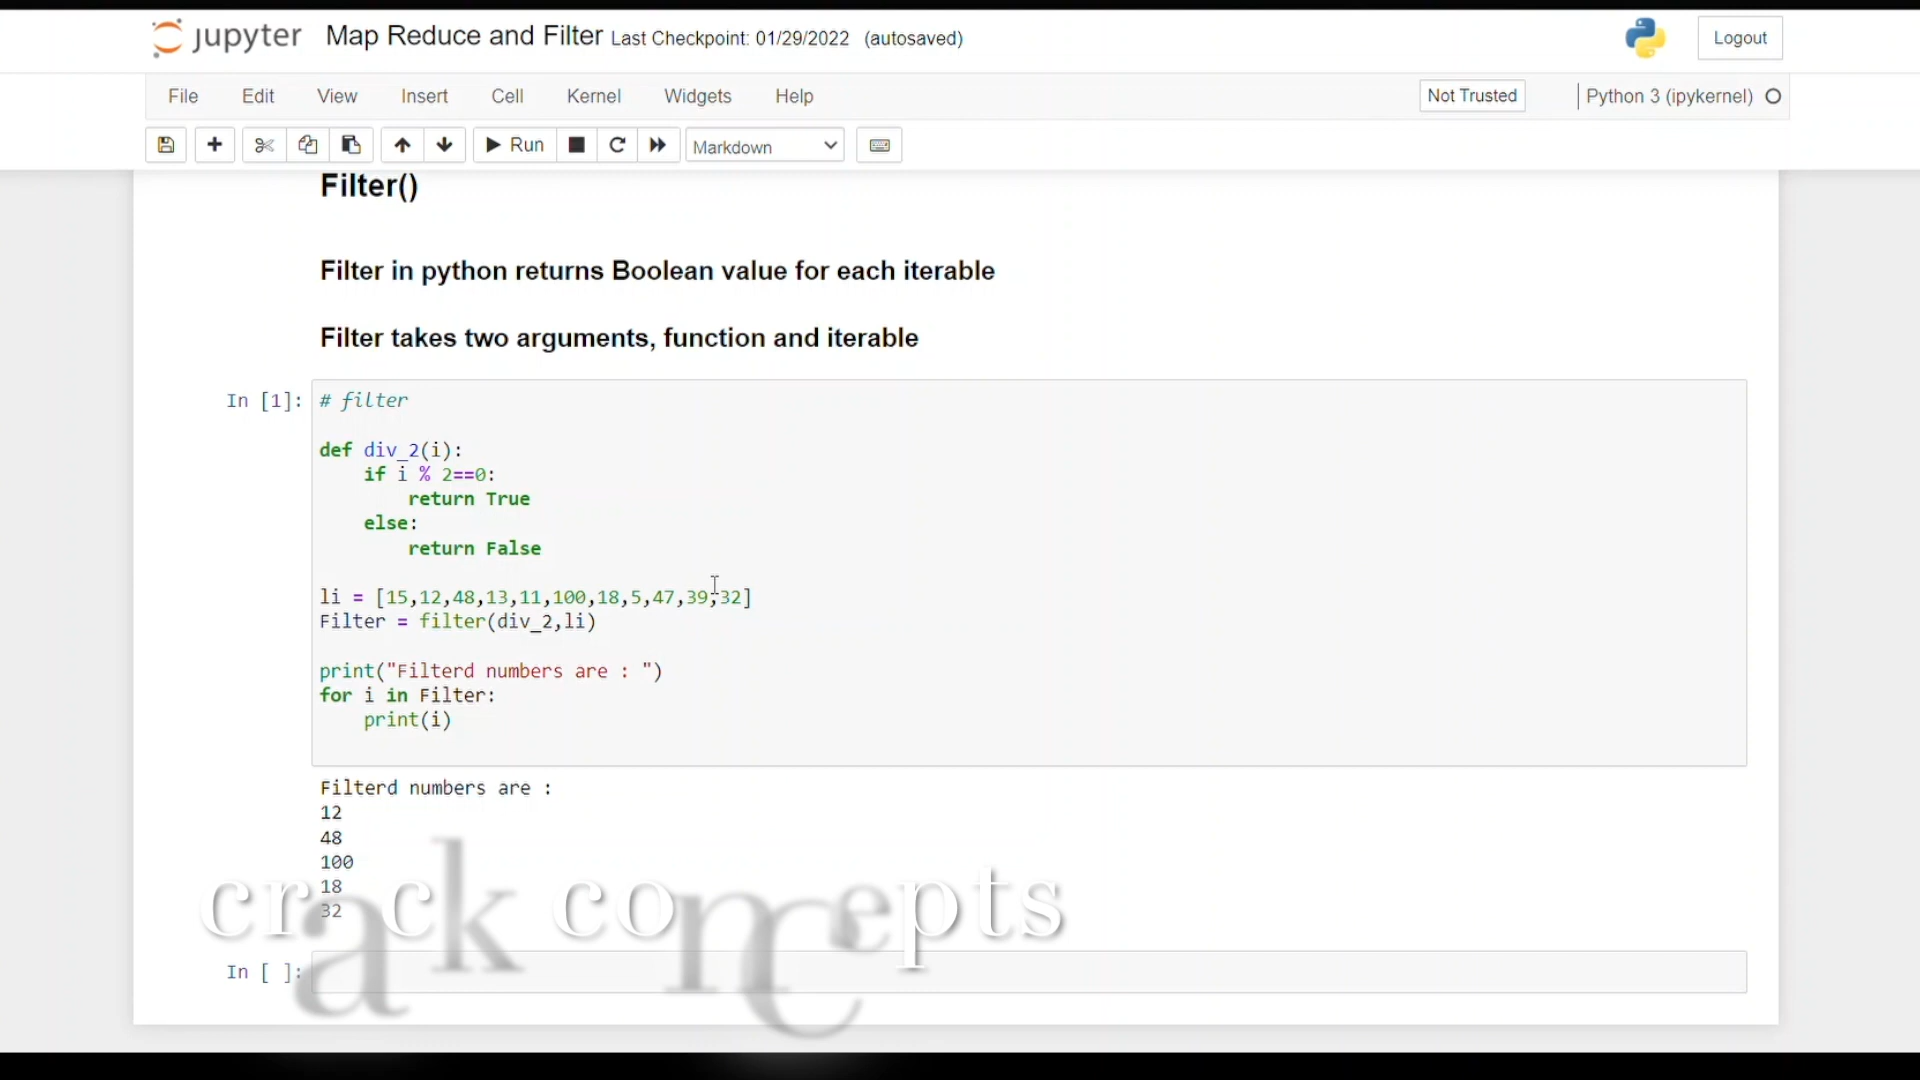 jupyter Map Reduce and Filter Last Checkpoint: 01/29/2022 (autosaved) Logout
File Edit View Insert Cell Kernel Widgets Help Not Trusted Python 3 (ipykernel)
Run Markdown
Filter()
Filter in python returns Boolean value for each iterable
Filter takes two arguments, function and iterable
In [1]: # filter
def div_2(i):
    if i % 2==0:
        return True
    else:
        return False
li = [15,12,48,13,11,100,18,5,47,39,32]
Filter = filter(div_2,li)
print("Filterd numbers are : ")
for i in Filter:
    print(i)
Filterd numbers are :
12
48
100
18
32
crack concepts
In [ ]: